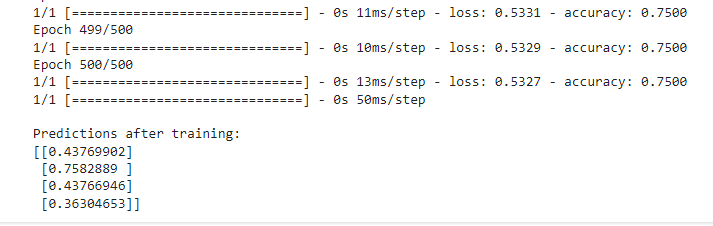 1/1 [==============================] - 0s 11ms/step - loss: 0.5331 - accuracy: 0.7500
Epoch 499/500
1/1 [==============================] - 0s 10ms/step - loss: 0.5329 - accuracy: 0.7500
Epoch 500/500
1/1 [==============================] - 0s 13ms/step - loss: 0.5327 - accuracy: 0.7500
1/1 [==============================] - 0s 50ms/step
Predictions after training:
[[0.43769902]
 [0.7582889 ]
 [0.43766946]
 [0.36304653]]